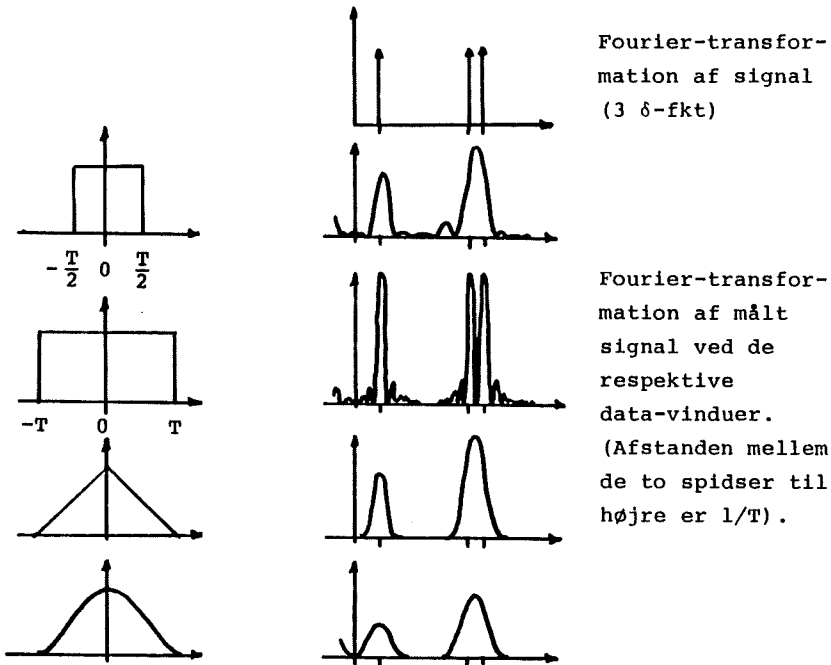 Fourier-transfor-
mation af signal
(3 δ-fkt)
-T/2 0 T/2
Fourier-transfor-
mation af målt
signal ved de
respektive
data-vinduer.
(Afstanden mellem
de to spidser til
højre er 1/T).
-T 0 T